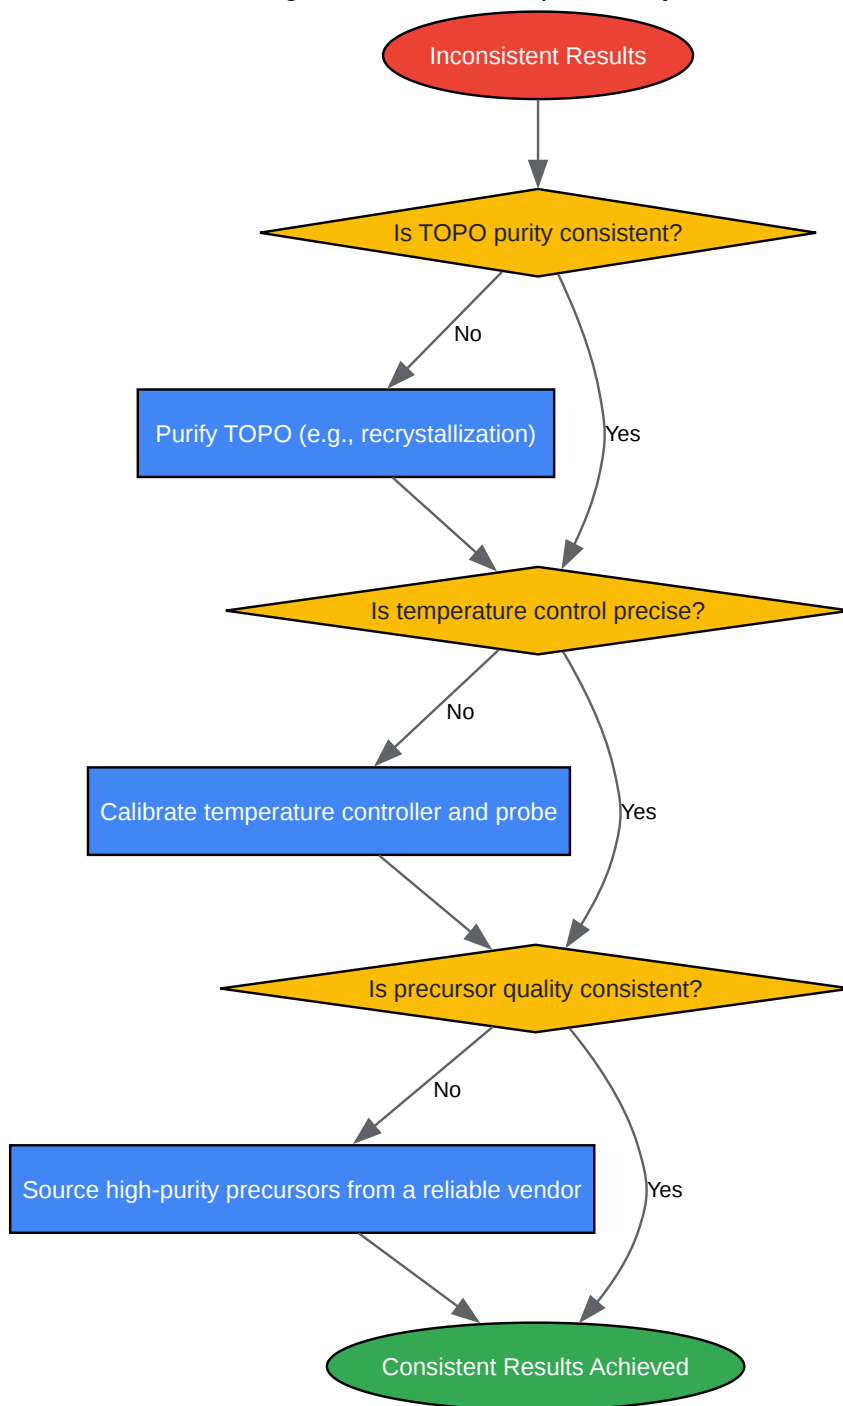 Inconsistent Results
Is TOPO purity consistent?
No
Purify TOPO (e.g., recrystallization)
Yes
Is temperature control precise?
No
Calibrate temperature controller and probe
Yes
Is precursor quality consistent?
No
Source high-purity precursors from a reliable vendor
Yes
Consistent Results Achieved